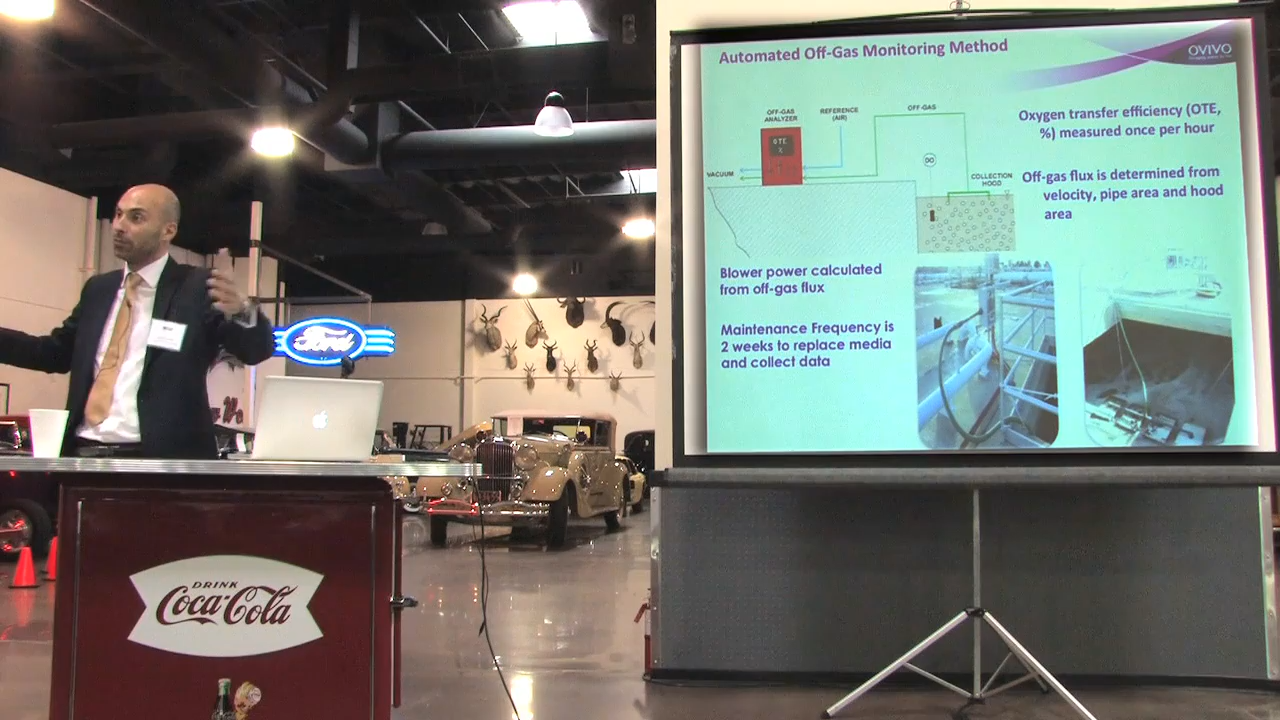 Automated Off-Gas Monitoring Method
OVIVO
OFF-GAS
ANALYZER
REFERENCE
(AIR)
OFF-GAS
OTE
%
VACUUM
DO
COLLECTION
HOOD
Oxygen transfer efficiency (OTE,
%) measured once per hour
Off-gas flux is determined from
velocity, pipe area and hood
area
Blower power calculated
from off-gas flux
Maintenance Frequency is
2 weeks to replace media
and collect data
Ford
DRINK
Coca-Cola